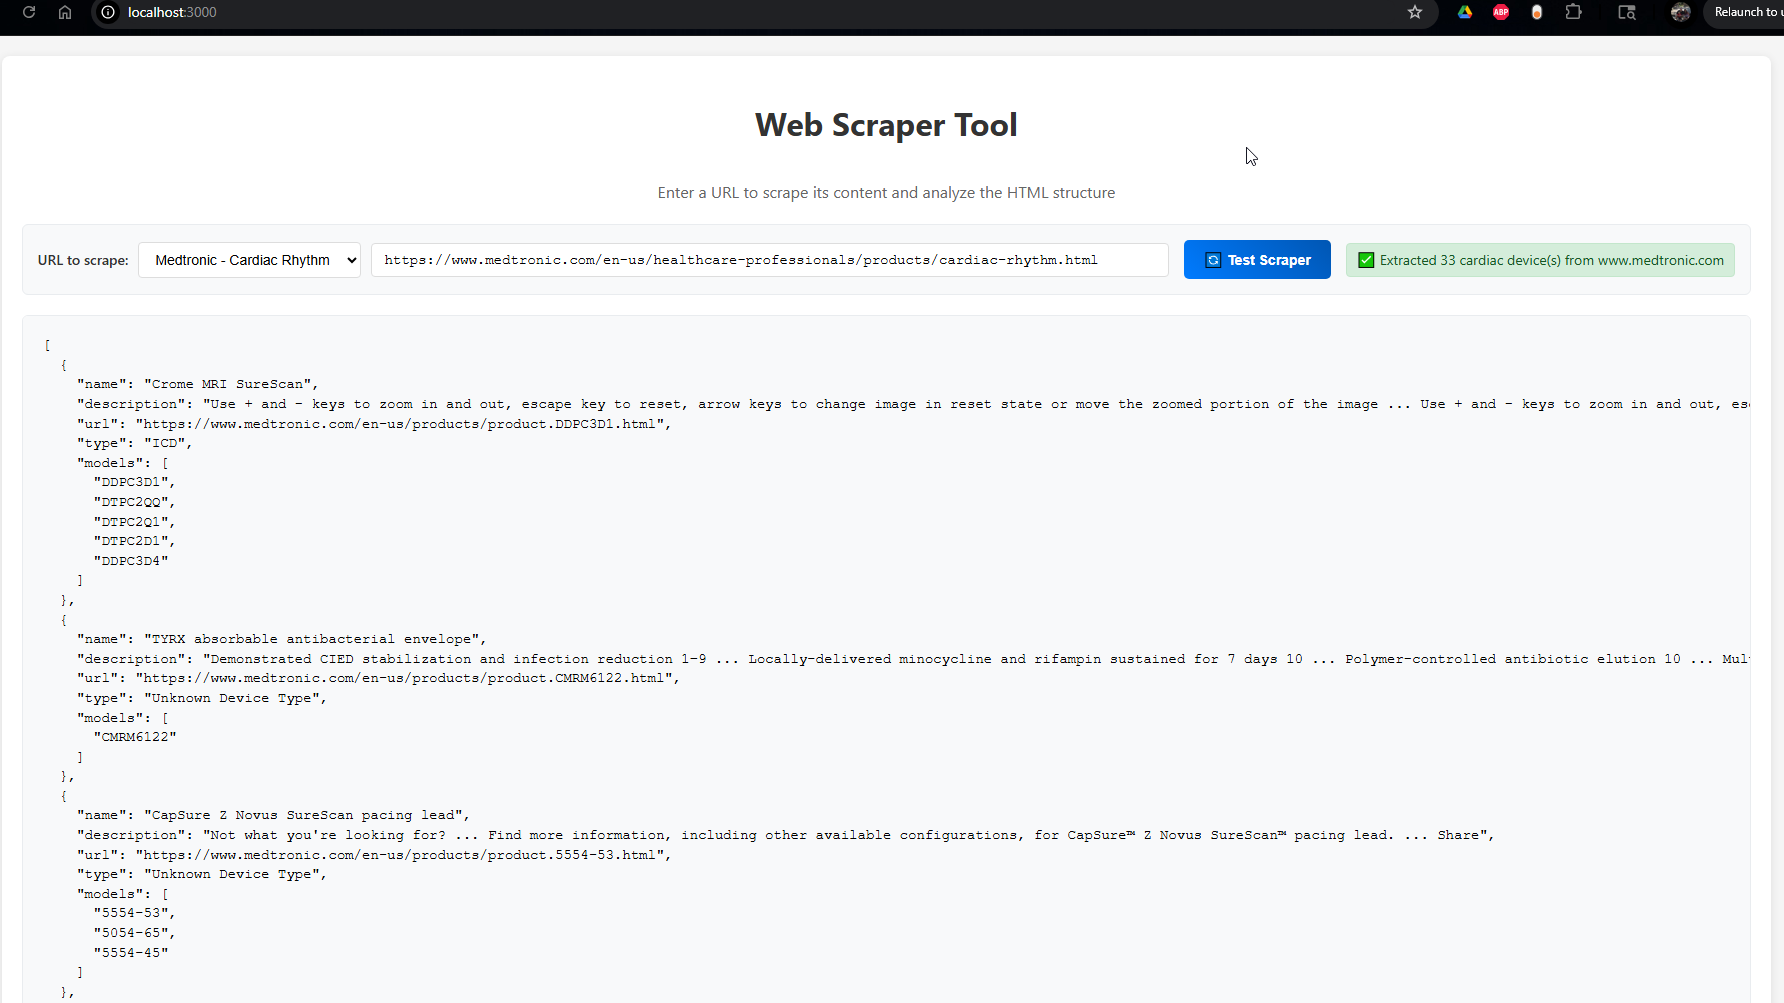 localhost:3000
ABP
Relaunch to u
Web Scraper Tool
Enter a URL to scrape its content and analyze the HTML structure
URL to scrape: Medtronic - Cardiac Rhythm https://www.medtronic.com/en-us/healthcare-professionals/products/cardiac-rhythm.html Test Scraper Extracted 33 cardiac device(s) from www.medtronic.com
[
{
"name": "Crome MRI SureScan",
"description": "Use + and - keys to zoom in and out, escape key to reset, arrow keys to change image in reset state or move the zoomed portion of the image ... Use + and - keys to zoom in and out, esc
"url": "https://www.medtronic.com/en-us/products/product.DDPC3D1.html",
"type": "ICD",
"models": [
"DDPC3D1",
"DTPC2QQ",
"DTPC2Q1",
"DTPC2D1",
"DDPC3D4"
]
},
{
"name": "TYRX absorbable antibacterial envelope",
"description": "Demonstrated CIED stabilization and infection reduction 1-9 ... Locally-delivered minocycline and rifampin sustained for 7 days 10 ... Polymer-controlled antibiotic elution 10 ... Mul
"url": "https://www.medtronic.com/en-us/products/product.CMRM6122.html",
"type": "Unknown Device Type",
"models": [
"CMRM6122"
]
},
{
"name": "CapSure Z Novus SureScan pacing lead",
"description": "Not what you're looking for? ... Find more information, including other available configurations, for CapSure™ Z Novus SureScan™ pacing lead. ... Share",
"url": "https://www.medtronic.com/en-us/products/product.5554-53.html",
"type": "Unknown Device Type",
"models": [
"5554-53",
"5054-65",
"5554-45"
]
},